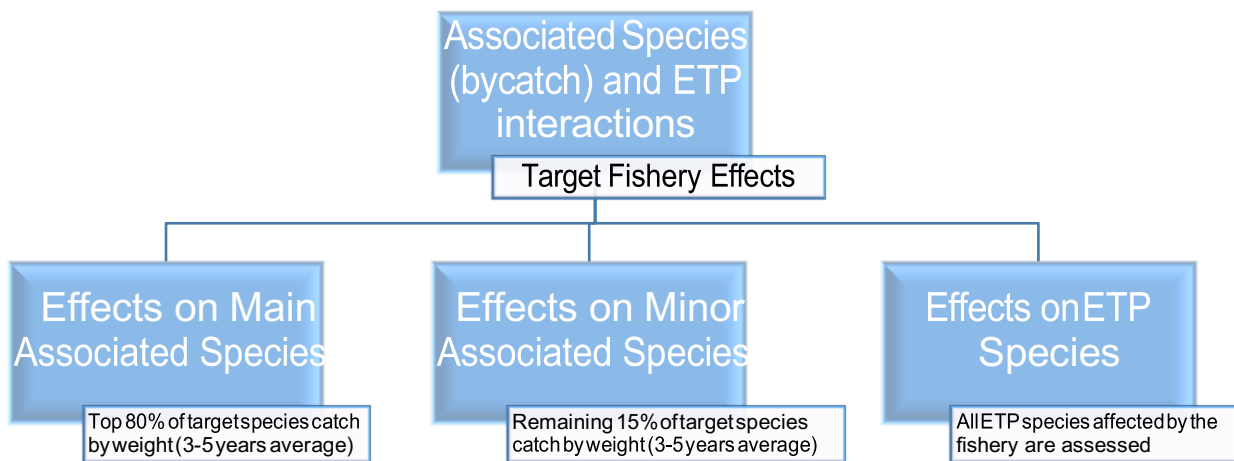 Associated Species
(bycatch) and ETP
interactions
Target Fishery Effects
Effects on Main
Associated Species
Top 80% of target species catch
by weight (3-5 years average)
Effects on Minor
Associated Species
Remaining 15% of target species
catch by weight (3-5 years average)
Effects on ETP
Species
All ETP species affected by the
fishery are assessed